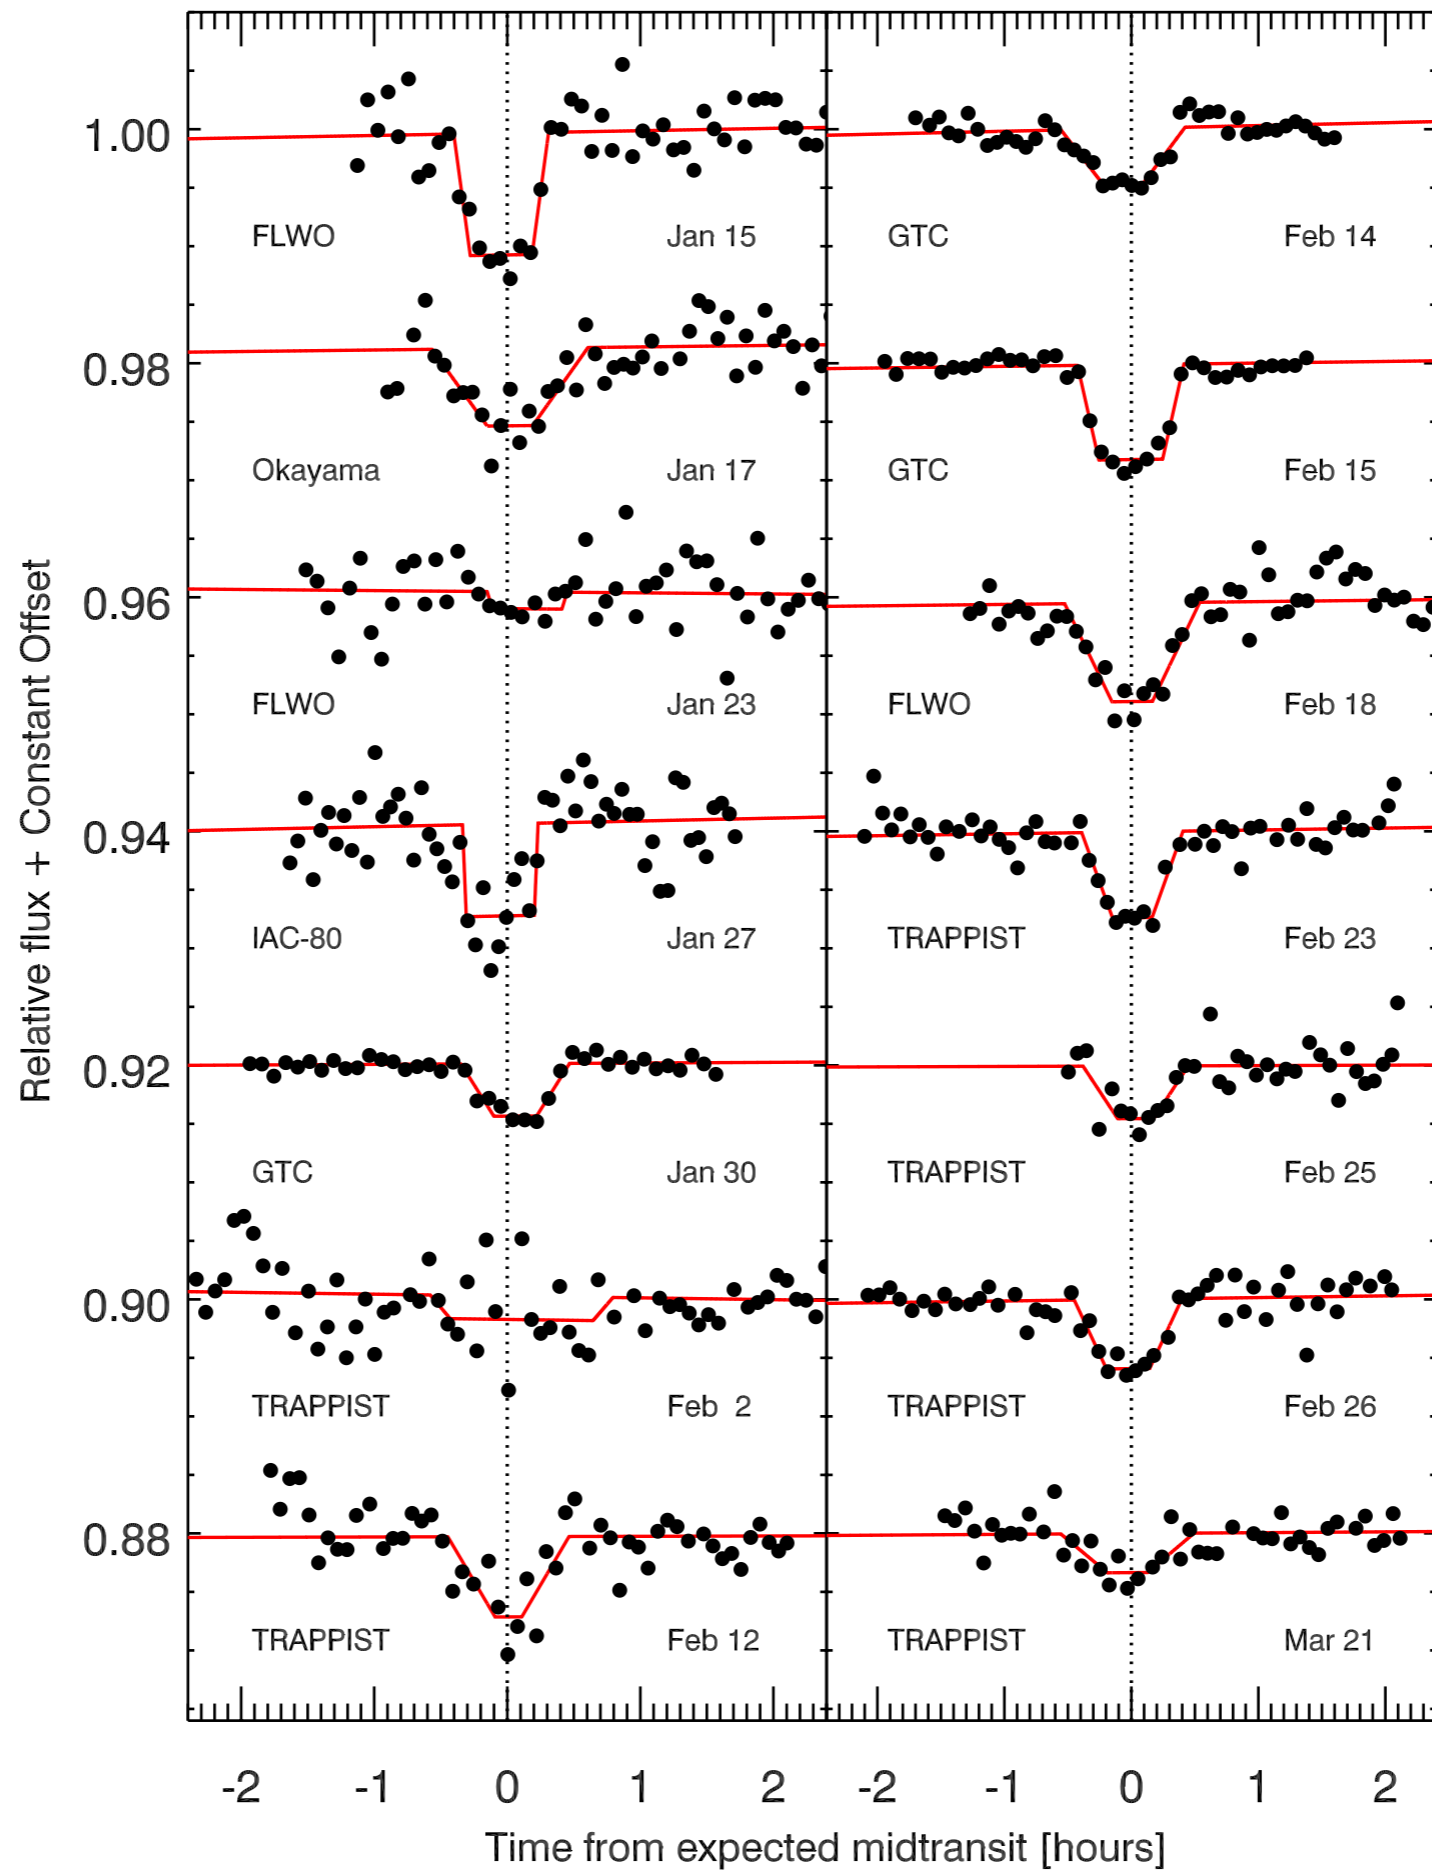 Relative flux + Constant Offset
1.00
FLWO Jan 15 GTC Feb 14
0.98
Okayama Jan 17 GTC Feb 15
0.96
FLWO Jan 23 FLWO Feb 18
0.94
IAC-80 Jan 27 TRAPPIST Feb 23
0.92
GTC Jan 30 TRAPPIST Feb 25
0.90
TRAPPIST Feb 2 TRAPPIST Feb 26
0.88
TRAPPIST Feb 12 TRAPPIST Mar 21
-2 -1 0 1 2 -2 -1 0 1 2
Time from expected midtransit [hours]